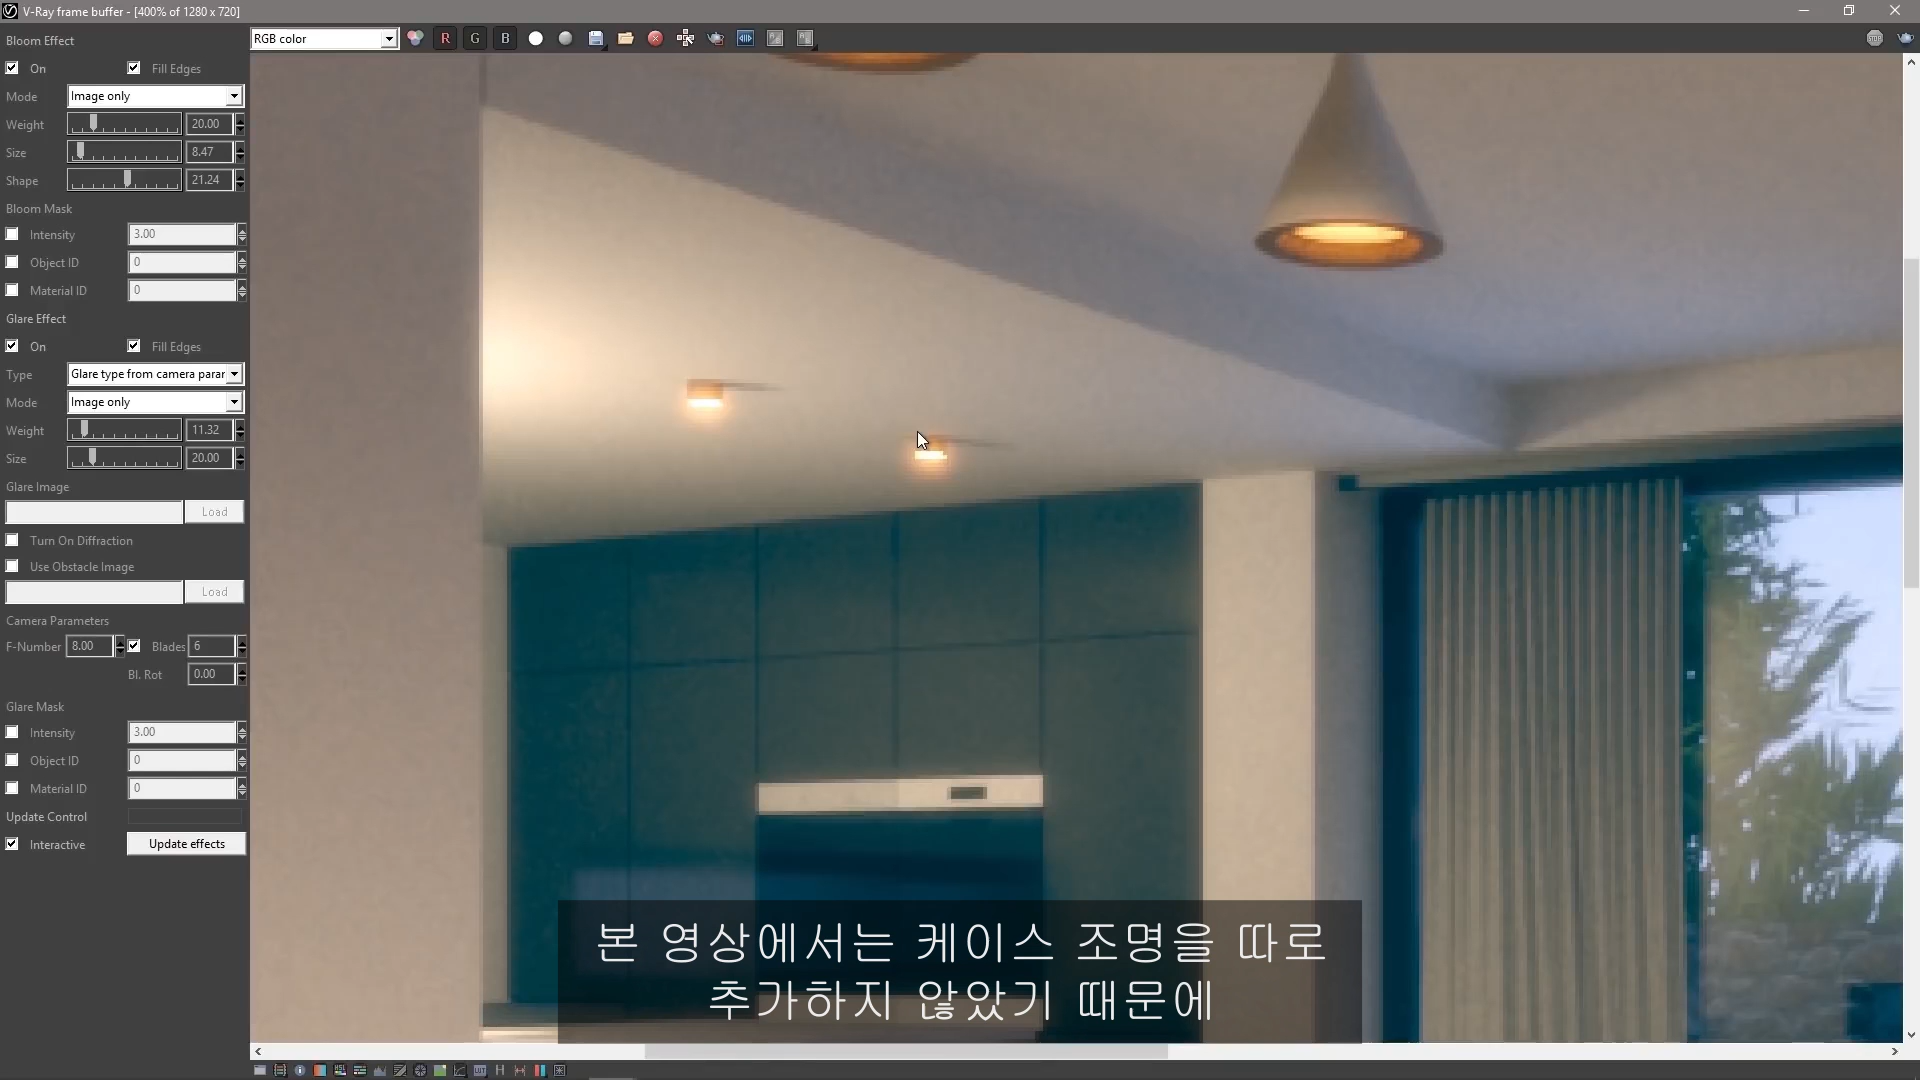 V-Ray frame buffer - [400% of 1280 x 720]
Bloom Effect
RGB color
R
G
B
On
Fill Edges
Mode
Image only
Weight
20.00
Size
8.47
Shape
21.24
Bloom Mask
Intensity
3.00
Object ID
0
Material ID
0
Glare Effect
On
Fill Edges
Type
Glare type from camera parar
Mode
Image only
Weight
11.32
Size
20.00
Glare Image
Load
Turn On Diffraction
Use Obstacle Image
Load
Camera Parameters
F-Number
8.00
Blades
6
Bl. Rot
0.00
Glare Mask
Intensity
3.00
Object ID
0
Material ID
0
Update Control
Interactive
Update effects
본 영상에서는 케이스 조명을 따로
추가하지 않았기 때문에